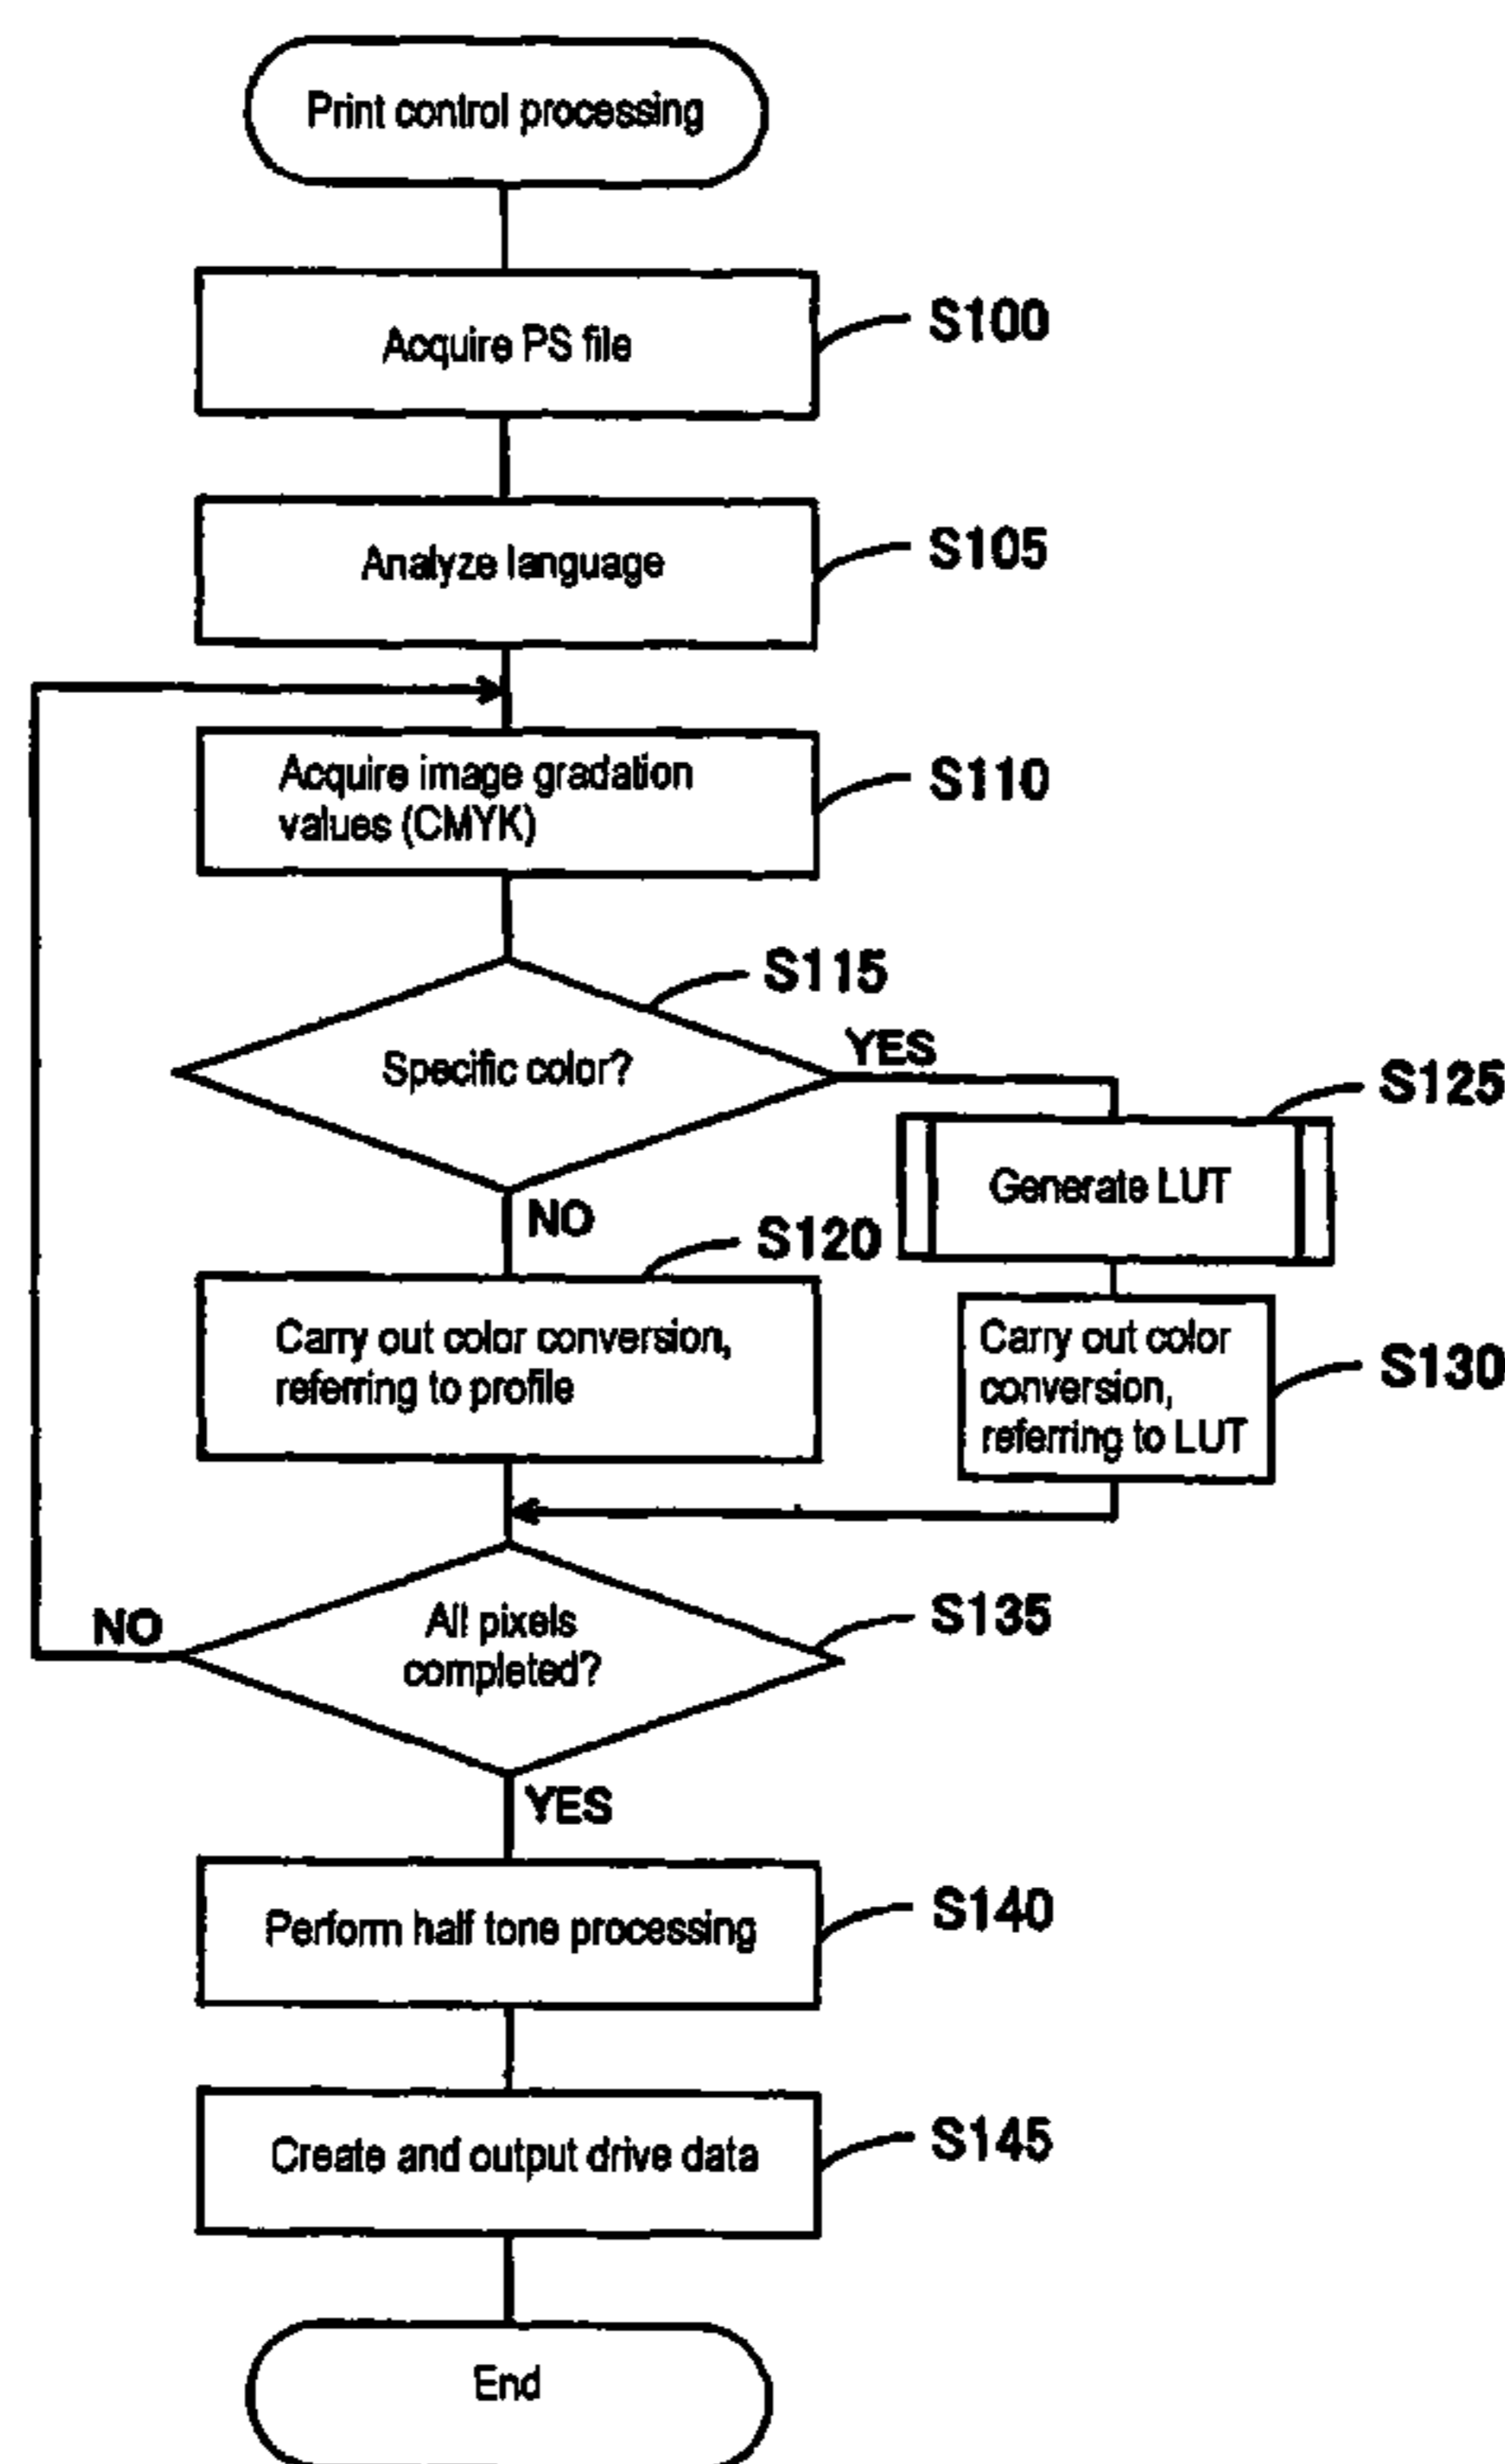 Print control processing
Acquire PS file
S100
Analyze language
S105
Acquire image gradation
values (CMYK)
S110
S115
Specific color?
YES
S125
Generate LUT
NO
S120
Carry out color conversion,
referring to profile
Carry out color
conversion,
referring to LUT
S130
NO
All pixels
completed?
S135
YES
Perform half tone processing
S140
Create and output drive data
S145
End